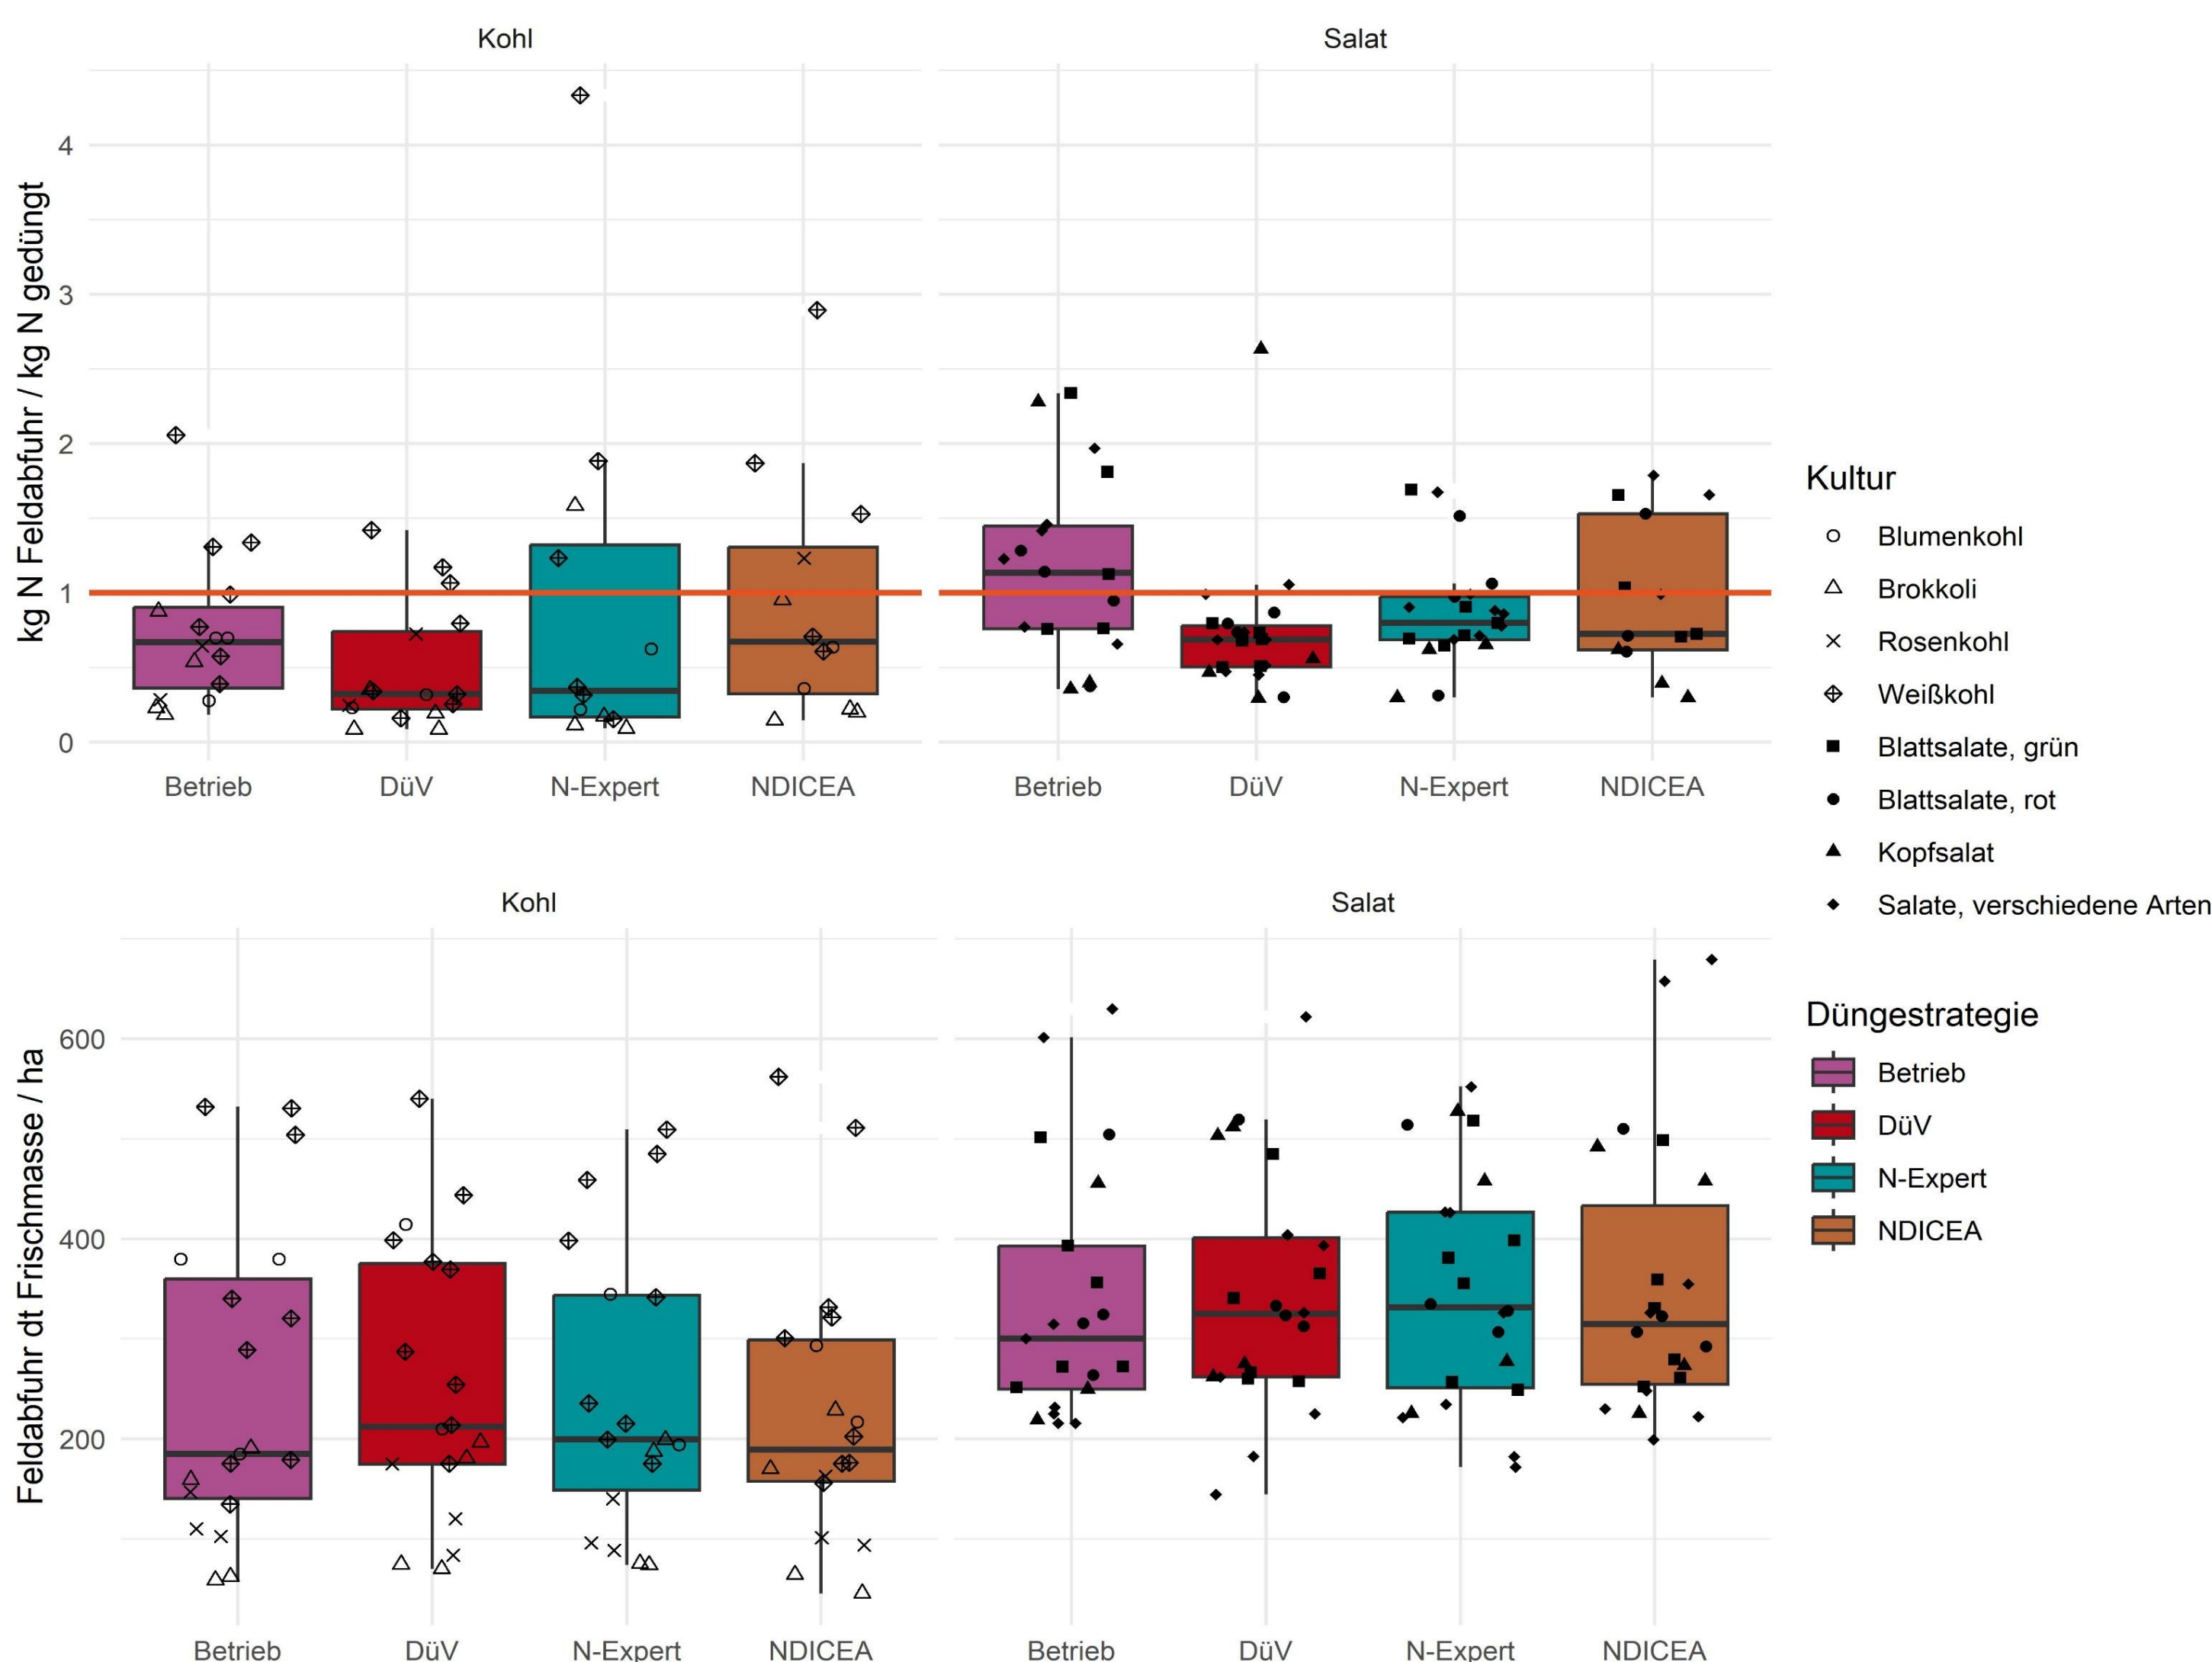 Kohl
Salat
kg N Feldabfuhr / kg N gedüngt
4
3
2
1
0
Betrieb
DüV
N-Expert
NDICEA
Betrieb
DüV
N-Expert
NDICEA
Kohl
Salat
Feldabfuhr dt Frischmasse / ha
600
400
200
Betrieb
DüV
N-Expert
NDICEA
Betrieb
DüV
N-Expert
NDICEA
Kultur
Blumenkohl
Brokkoli
Rosenkohl
Weißkohl
Blattsalate, grün
Blattsalate, rot
Kopfsalat
Salate, verschiedene Arten
Düngestrategie
Betrieb
DüV
N-Expert
NDICEA